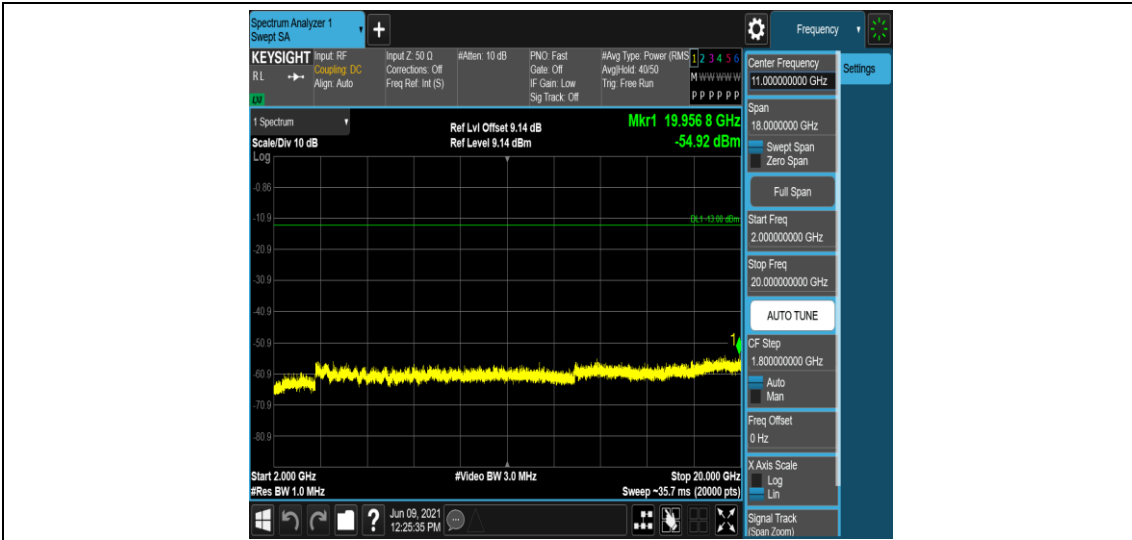 Spectrum Analyzer 1
Swept SA
+
Frequency
KEYSIGHT
RL
LXI
Input: RF
Coupling: DC
Align: Auto
Input Z: 50 Ω
Corrections: Off
Freq Ref: Int (S)
#Atten: 10 dB
PNO: Fast
Gate: Off
IF Gain: Low
Sig Track: Off
#Avg Type: Power (RMS
Avg|Hold: 40/50
Trig: Free Run
1 2 3 4 5 6
M W W W W W
P P P P P P
1 Spectrum
Scale/Div 10 dB
Log
Ref Lvl Offset 9.14 dB
Ref Level 9.14 dBm
Mkr1 19.956 8 GHz
-54.92 dBm
-0.86
-10.9
DL1 -13.00 dBm
-20.9
-30.9
-40.9
-50.9
1
-60.9
-70.9
-80.9
Start 2.000 GHz
#Res BW 1.0 MHz
#Video BW 3.0 MHz
Stop 20.000 GHz
Sweep ~35.7 ms (20000 pts)
?
Jun 09, 2021
12:25:35 PM
Center Frequency
11.000000000 GHz
Settings
Span
18.0000000 GHz
Swept Span
Zero Span
Full Span
Start Freq
2.000000000 GHz
Stop Freq
20.000000000 GHz
AUTO TUNE
CF Step
1.800000000 GHz
Auto
Man
Freq Offset
0 Hz
X Axis Scale
Log
Lin
Signal Track
(Span Zoom)